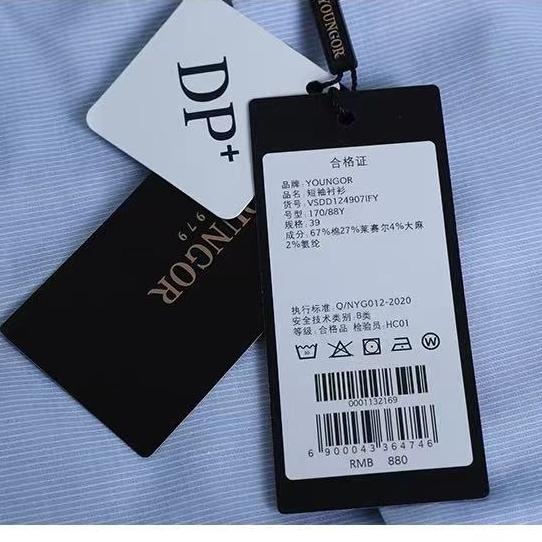 YOUNGOR
DP+
YOUNGOR
979
合格证
品牌: YOUNGOR
品名: 短袖衬衫
货号: VSDD124907IFY
号型: 170/88Y
规格: 39
成分: 67%棉27%莱赛尔4%大麻
2%氨纶
执行标准: Q/NYG012-2020
安全技术类别: B类
等级: 合格品 检验员: HC01
30
W
0001132169
6 900043 364746
RMB 880